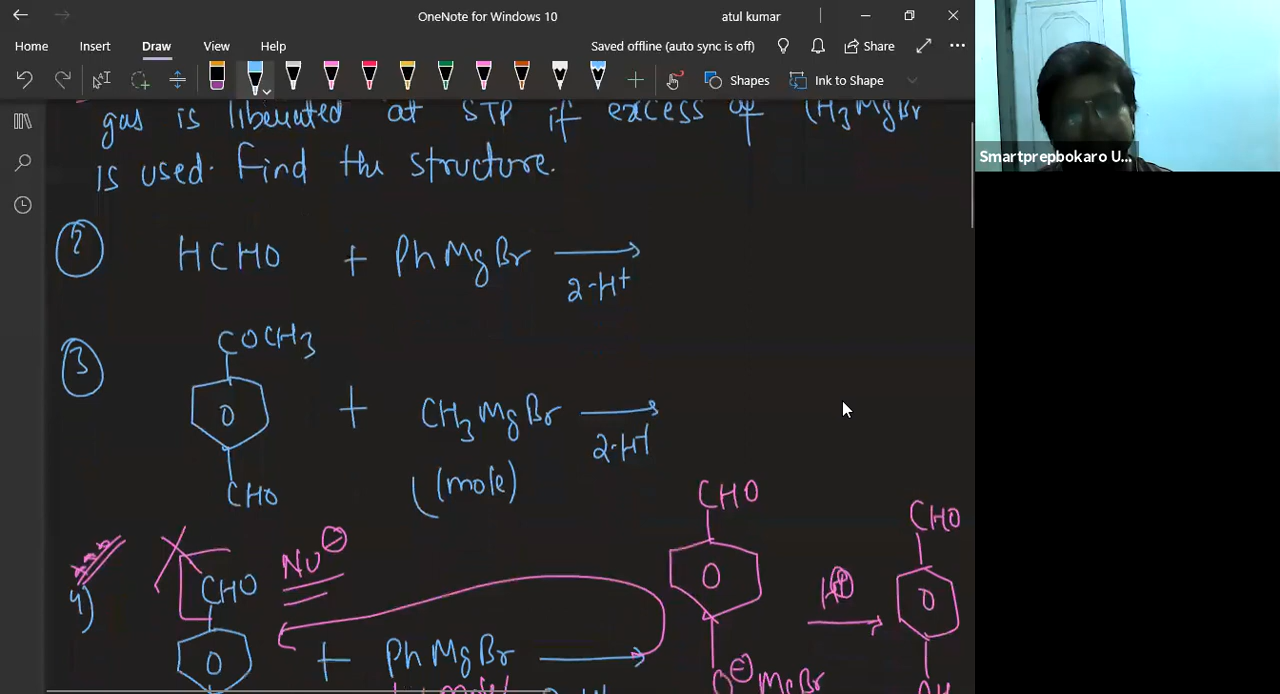 OneNote for Windows 10
atul kumar
Home Insert Draw View Help
Saved offline (auto sync is off)
Share
Shapes
Ink to Shape
Smartprepbokaro U...
gas is liberated at STP if excess of CH3MgBr
is used. Find the structure.
2 HCHO + PhMgBr
2.H+
3 COCH3
+ CH3MgBr
2.H+
CHO
(1 mole)
CHO
CHO
Nu⊖
CHO
H⊕
4)
+ PhMgBr
O⊖ MgBr
OH